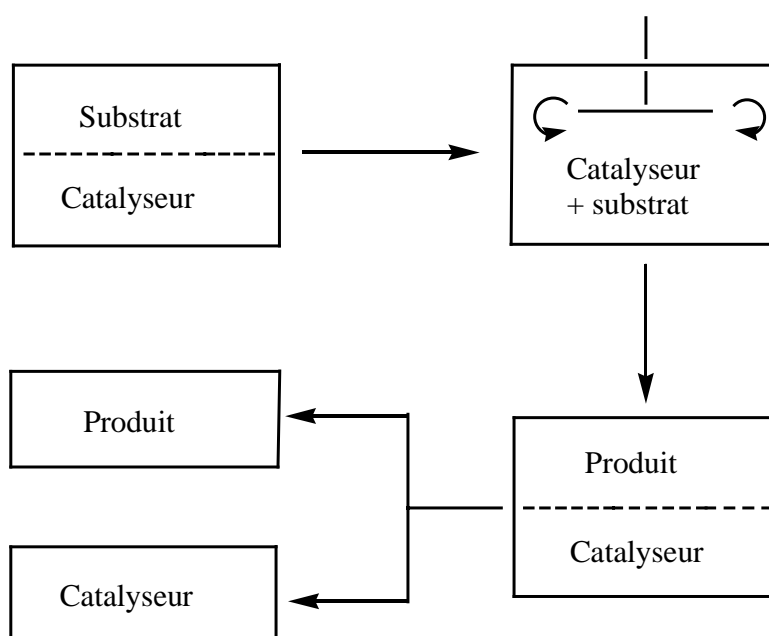 Substrat
Catalyseur
Catalyseur
+ substrat
Produit
Catalyseur
Produit
Catalyseur